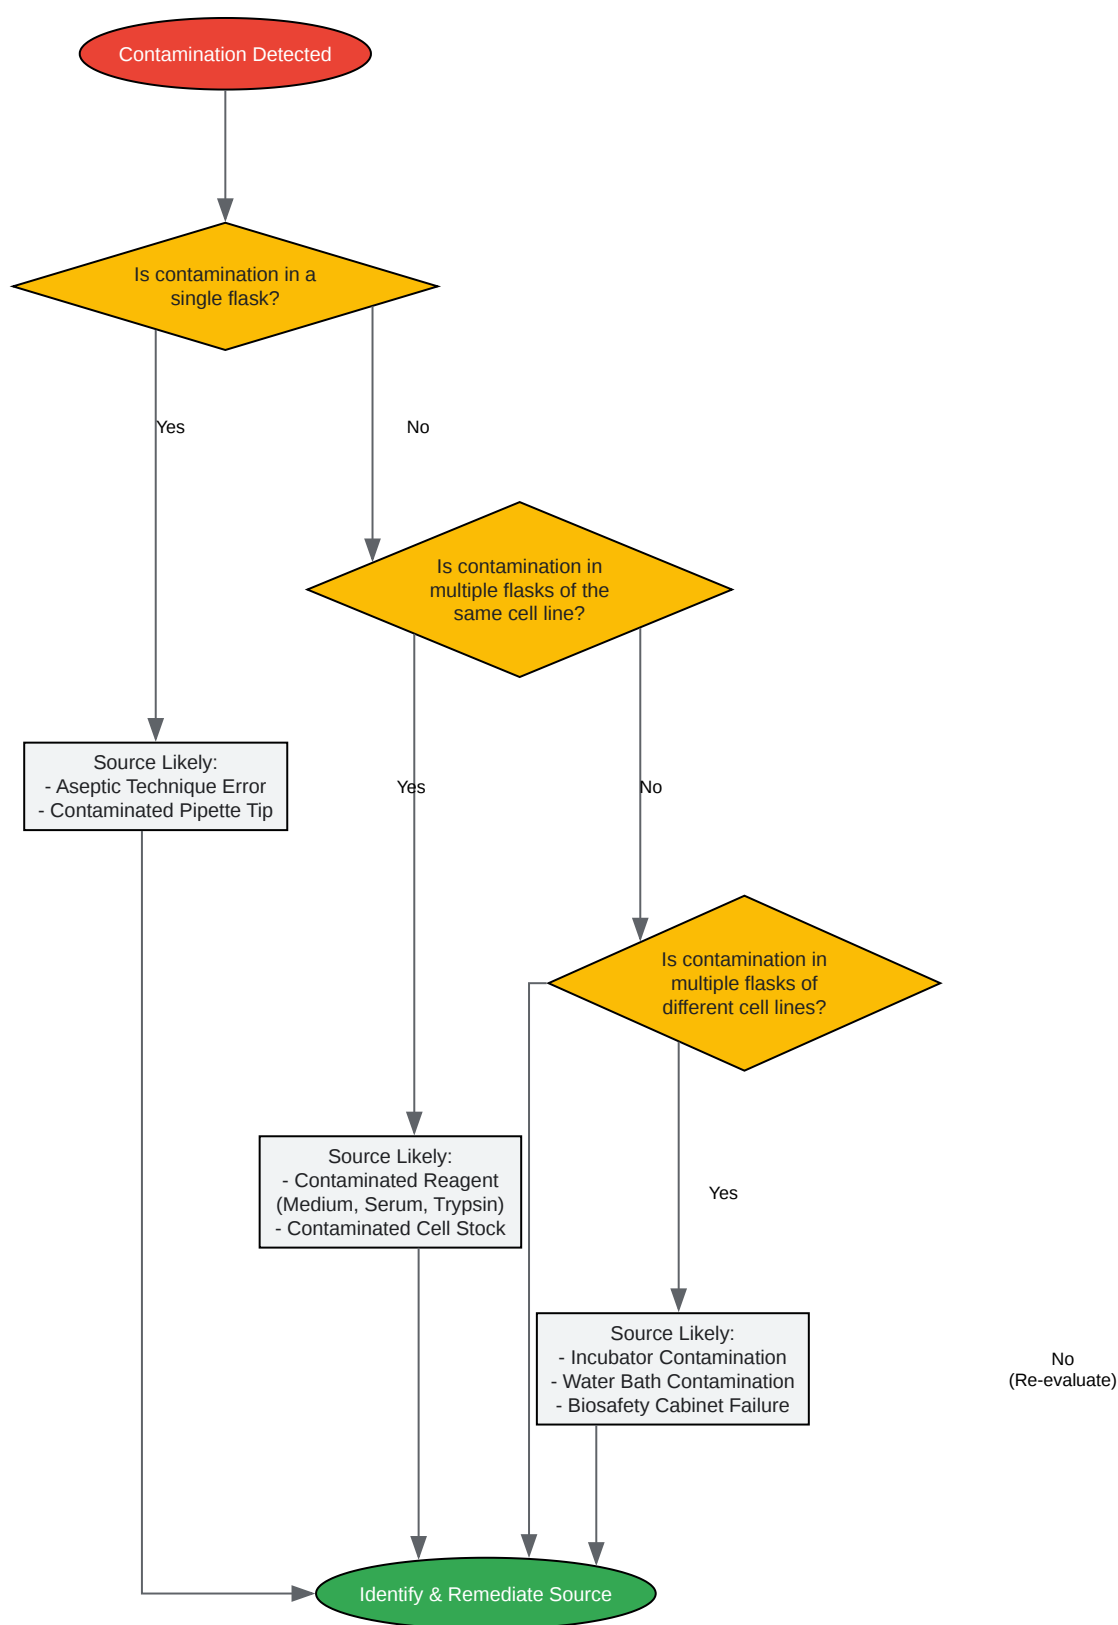 Contamination Detected
Is contamination in a
single flask?
Yes
No
Is contamination in
multiple flasks of the
same cell line?
Source Likely:
- Aseptic Technique Error
- Contaminated Pipette Tip
Yes
No
Is contamination in
multiple flasks of
different cell lines?
Source Likely:
- Contaminated Reagent
(Medium, Serum, Trypsin)
- Contaminated Cell Stock
Yes
Source Likely:
- Incubator Contamination
- Water Bath Contamination
- Biosafety Cabinet Failure
No
(Re-evaluate)
Identify & Remediate Source